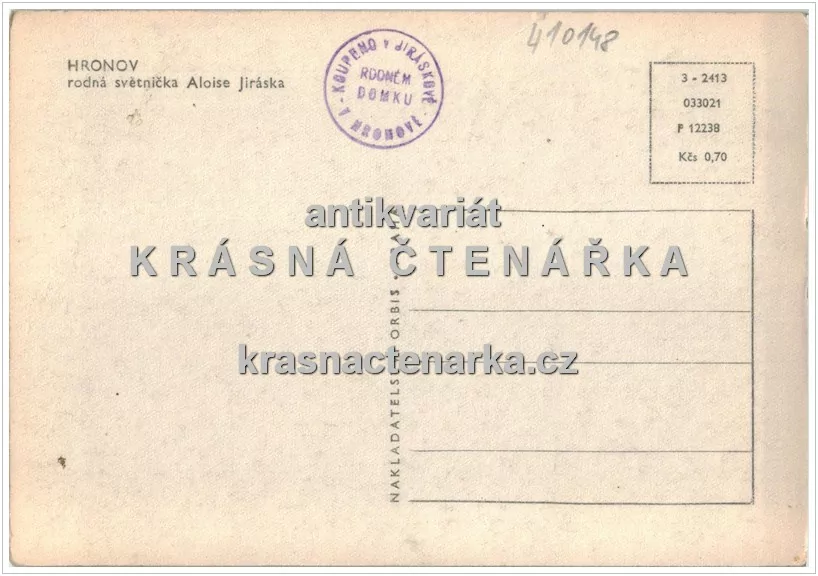 410148
HRONOV
rodná světnička Aloise Jiráska
KOUPENO V JIRÁSKOVĚ
RODNÉM
DOMKU
V HRONOVĚ
3 - 2413
033021
F 12238
Kčs 0,70
antikvariát
KRÁSNÁ ČTENÁŘKA
krasnactenarka.cz
NAKLADATELSTVÍ ORBIS PRAHA